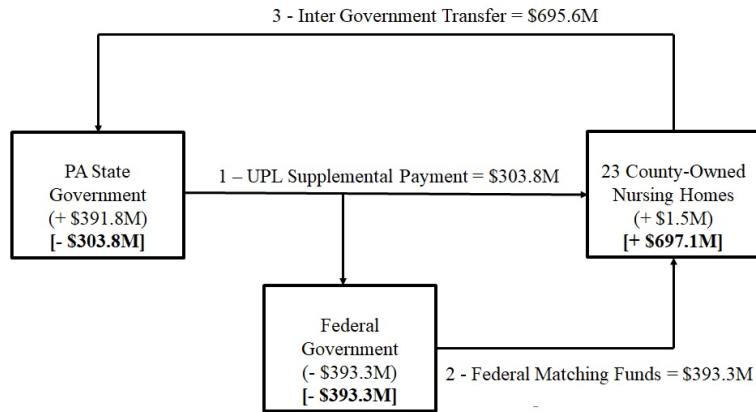 3 - Inter Government Transfer = $695.6M
PA State
Government
(+ $391.8M)
[- $303.8M]
1 – UPL Supplemental Payment = $303.8M
23 County-Owned
Nursing Homes
(+ $1.5M)
[+ $697.1M]
Federal
Government
(- $393.3M)
[- $393.3M]
2 - Federal Matching Funds = $393.3M